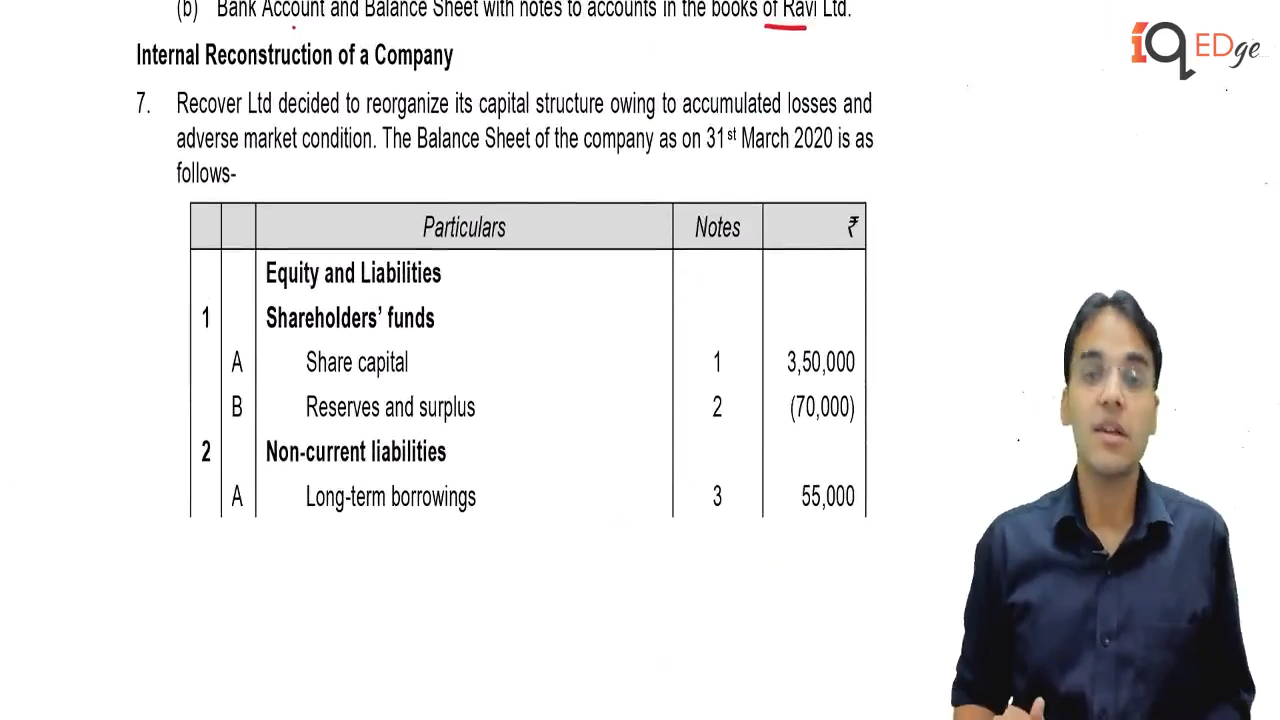 (b) Bank Account and Balance Sheet with notes to accounts in the books of Ravi Ltd.
iQ EDge
Internal Reconstruction of a Company
7. Recover Ltd decided to reorganize its capital structure owing to accumulated losses and
adverse market condition. The Balance Sheet of the company as on 31st March 2020 is as
follows-
Particulars Notes ₹
Equity and Liabilities
1 Shareholders' funds
A Share capital 1 3,50,000
B Reserves and surplus 2 (70,000)
2 Non-current liabilities
A Long-term borrowings 3 55,000